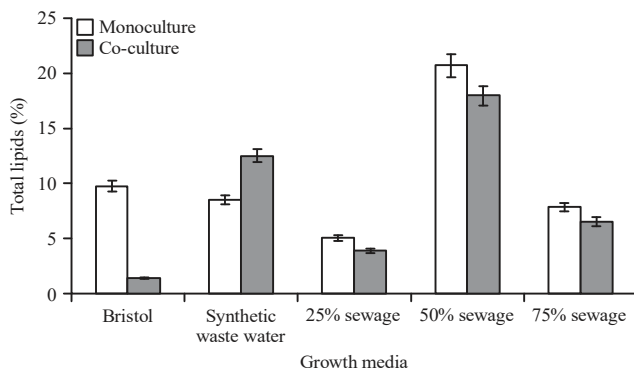 25
Monoculture
Co-culture
20
15
10
5
0
Total lipids (%)
Bristol
Synthetic
waste water
25% sewage
50% sewage
75% sewage
Growth media